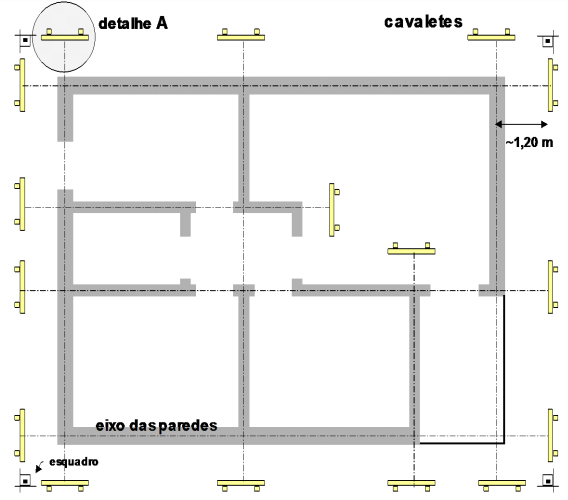 detalhe A
cavaletes
~1,20 m
eixo das paredes
esquadro